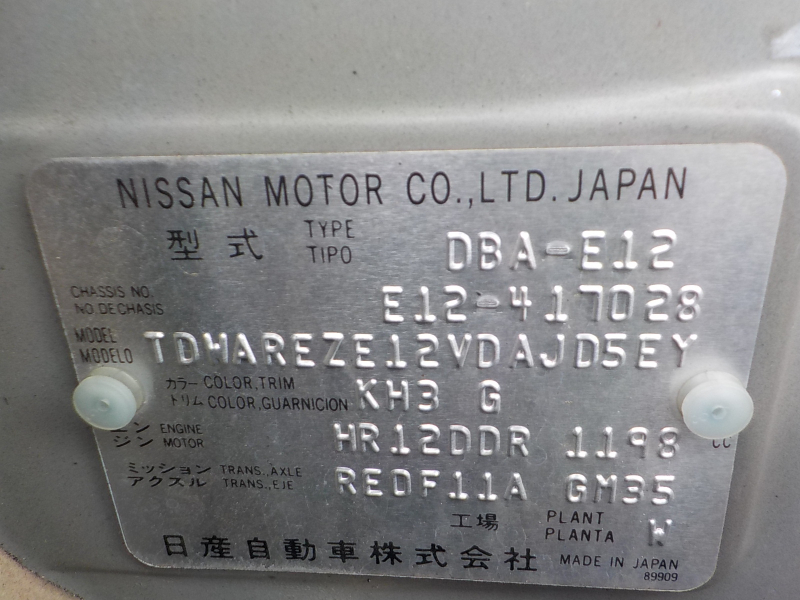 NISSAN MOTOR CO.,LTD. JAPAN
型式 TYPE TIPO DBA-E12
CHASSIS NO. NO.DE CHASIS E12-417028
MODEL MODELO TDWAREZE12VDAJD5EY
カラー COLOR,TRIM
トリム COLOR,GUARNICION KH3 G
エンジン ENGINE MOTOR HR12DDR 1198 CC
ミッション TRANS.,AXLE
アクスル TRANS.,EJE RE0F11A GM35
工場 PLANT PLANTA W
日産自動車株式会社 MADE IN JAPAN
89909